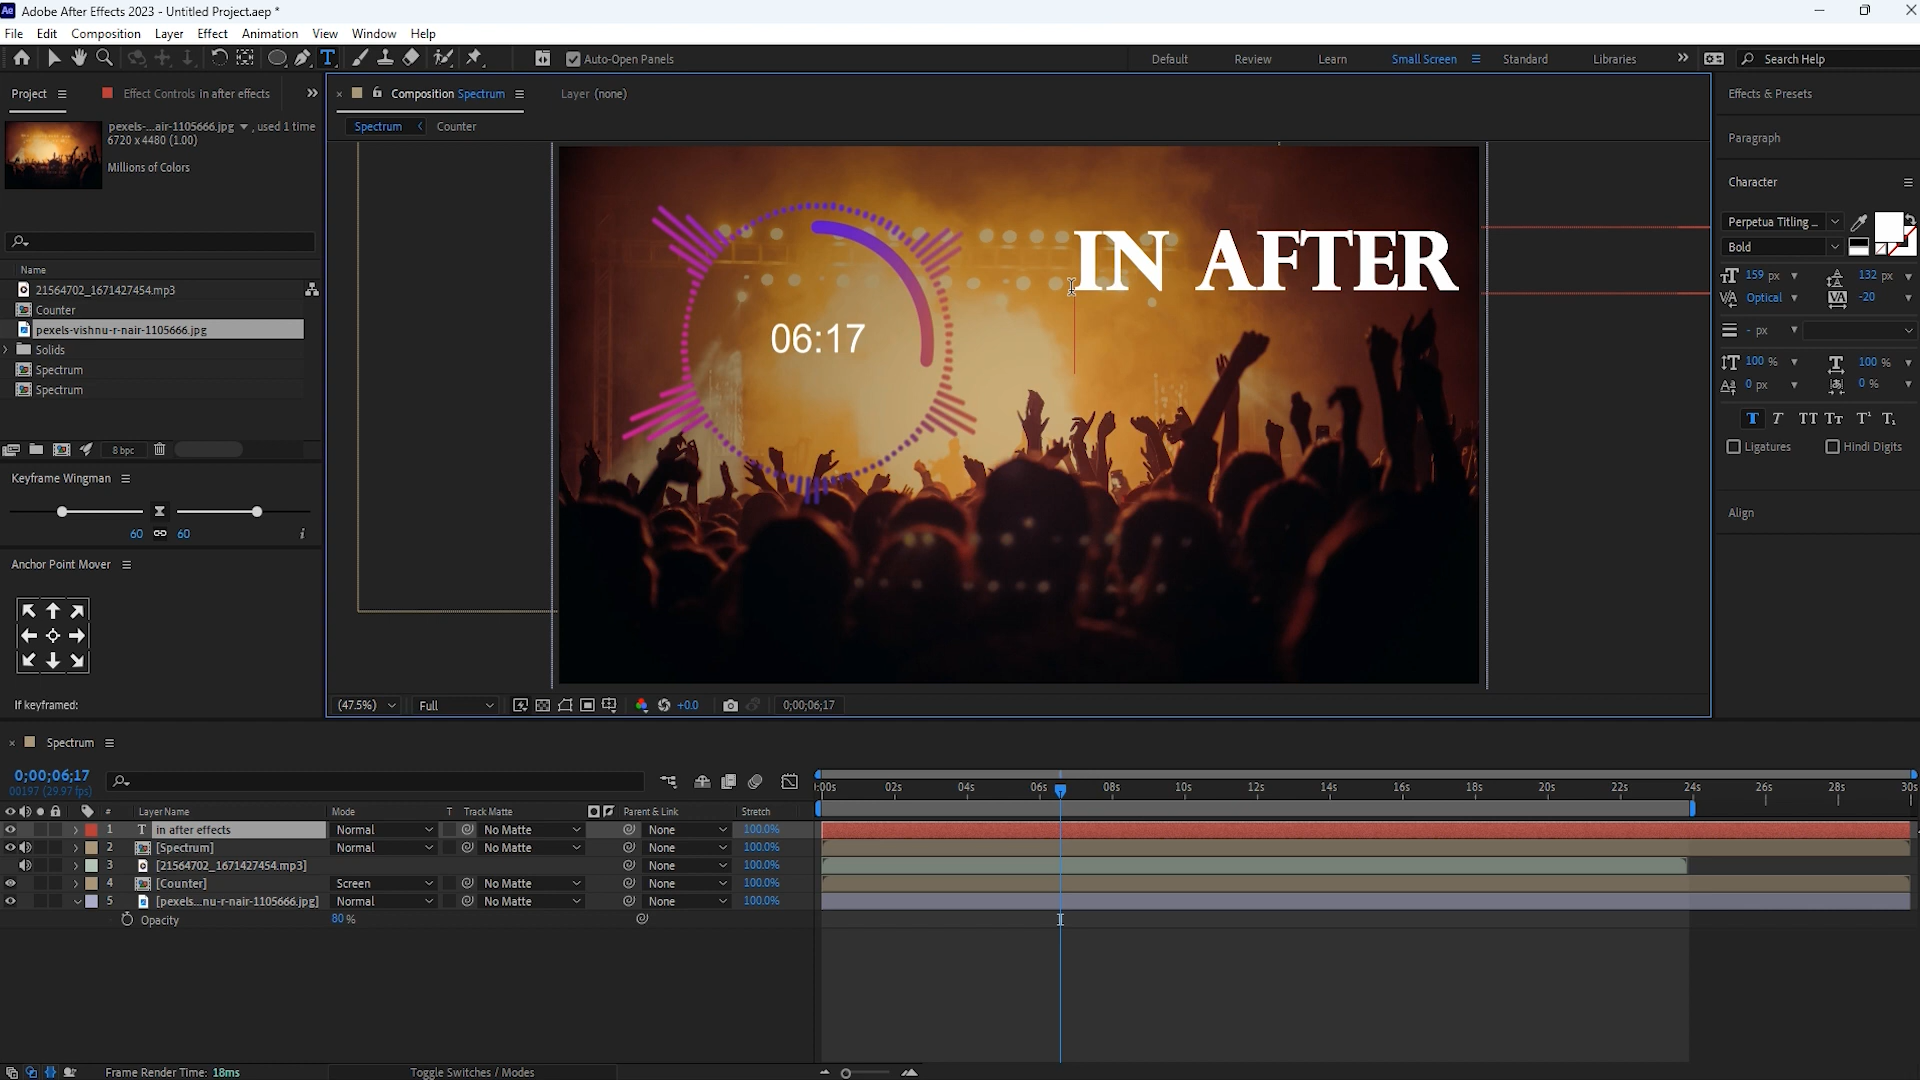 Adobe After Effects 2023 - Untitled Project.aep *
File Edit Composition Layer Effect Animation View Window Help
Auto-Open Panels
Default Review Learn Small Screen Standard Libraries
Search Help
Project
Effect Controls in after effects
pexels-...air-1105666.jpg , used 1 time
6720 x 4480 (1.00)
Millions of Colors
Name
21564702_1671427454.mp3
Counter
pexels-vishnu-r-nair-1105666.jpg
Solids
Spectrum
Spectrum
8 bpc
Keyframe Wingman
60 60
Anchor Point Mover
If keyframed:
Composition Spectrum
Layer (none)
Spectrum Counter
IN AFTER
06:17
(47.5%) Full +0.0 0;00;06;17
Effects & Presets
Paragraph
Character
Perpetua Titling ...
Bold
159 px 132 px
Optical -20
- px
100 % 100 %
0 px 0 %
Ligatures Hindi Digits
Align
Spectrum
0;00;06;17
00197 (29.97 fps)
:00s 02s 04s 06s 08s 10s 12s 14s 16s 18s 20s 22s 24s 26s 28s 30s
# Layer Name Mode T Track Matte Parent & Link Stretch
1 T in after effects Normal No Matte None 100.0%
2 [Spectrum] Normal No Matte None 100.0%
3 [21564702_1671427454.mp3] None 100.0%
4 [Counter] Screen No Matte None 100.0%
5 [pexels...nu-r-nair-1105666.jpg] Normal No Matte None 100.0%
Opacity 80 %
Frame Render Time: 18ms
Toggle Switches / Modes